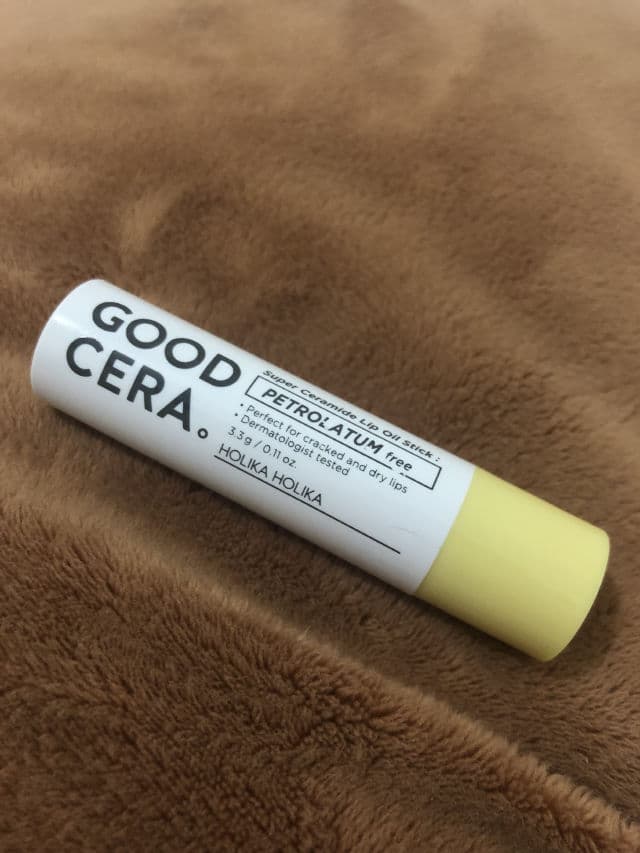 GOOD
CERA.
Super Ceramide Lip Oil Stick :
PETROLATUM free
• Perfect for cracked and dry lips
• Dermatologist tested
3.3 g / 0.11 oz.
HOLIKA HOLIKA